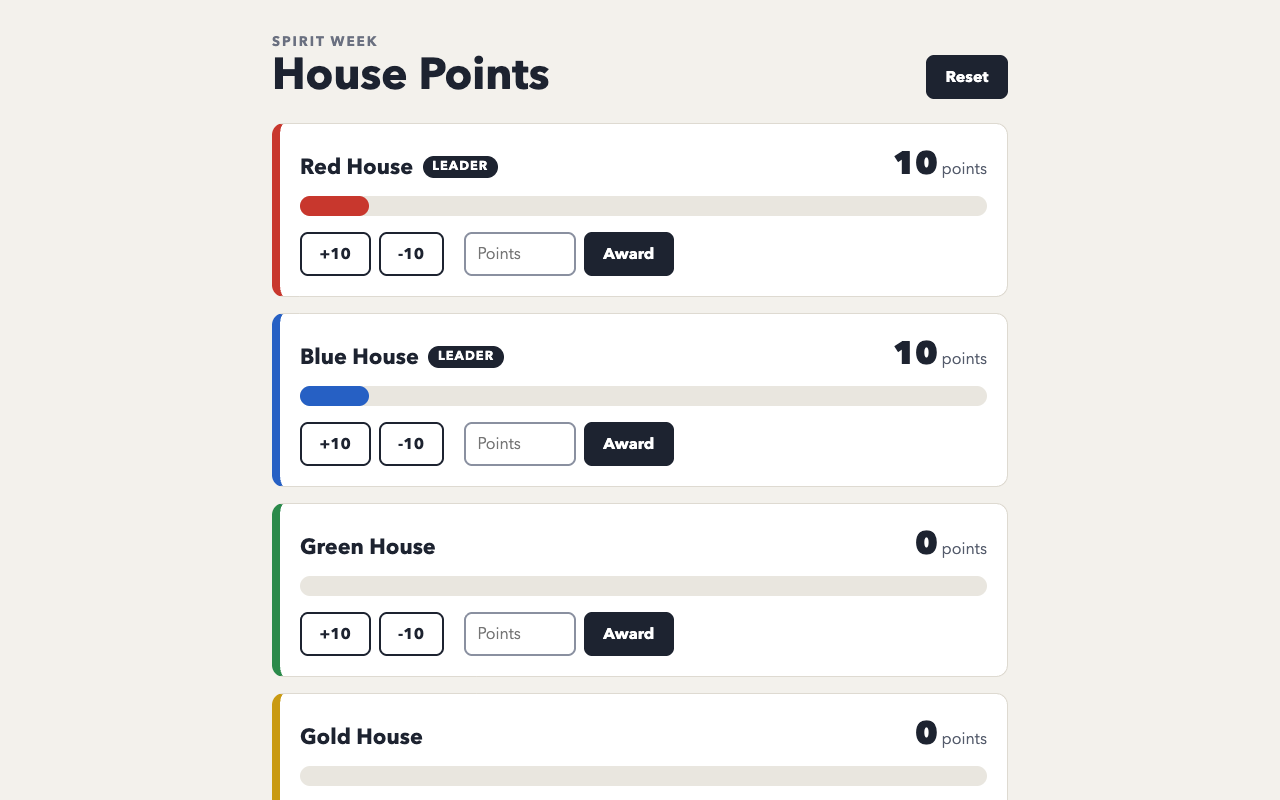 SPIRIT WEEK
House Points
Reset
Red House LEADER 10 points
+10 -10 Points Award
Blue House LEADER 10 points
+10 -10 Points Award
Green House 0 points
+10 -10 Points Award
Gold House 0 points